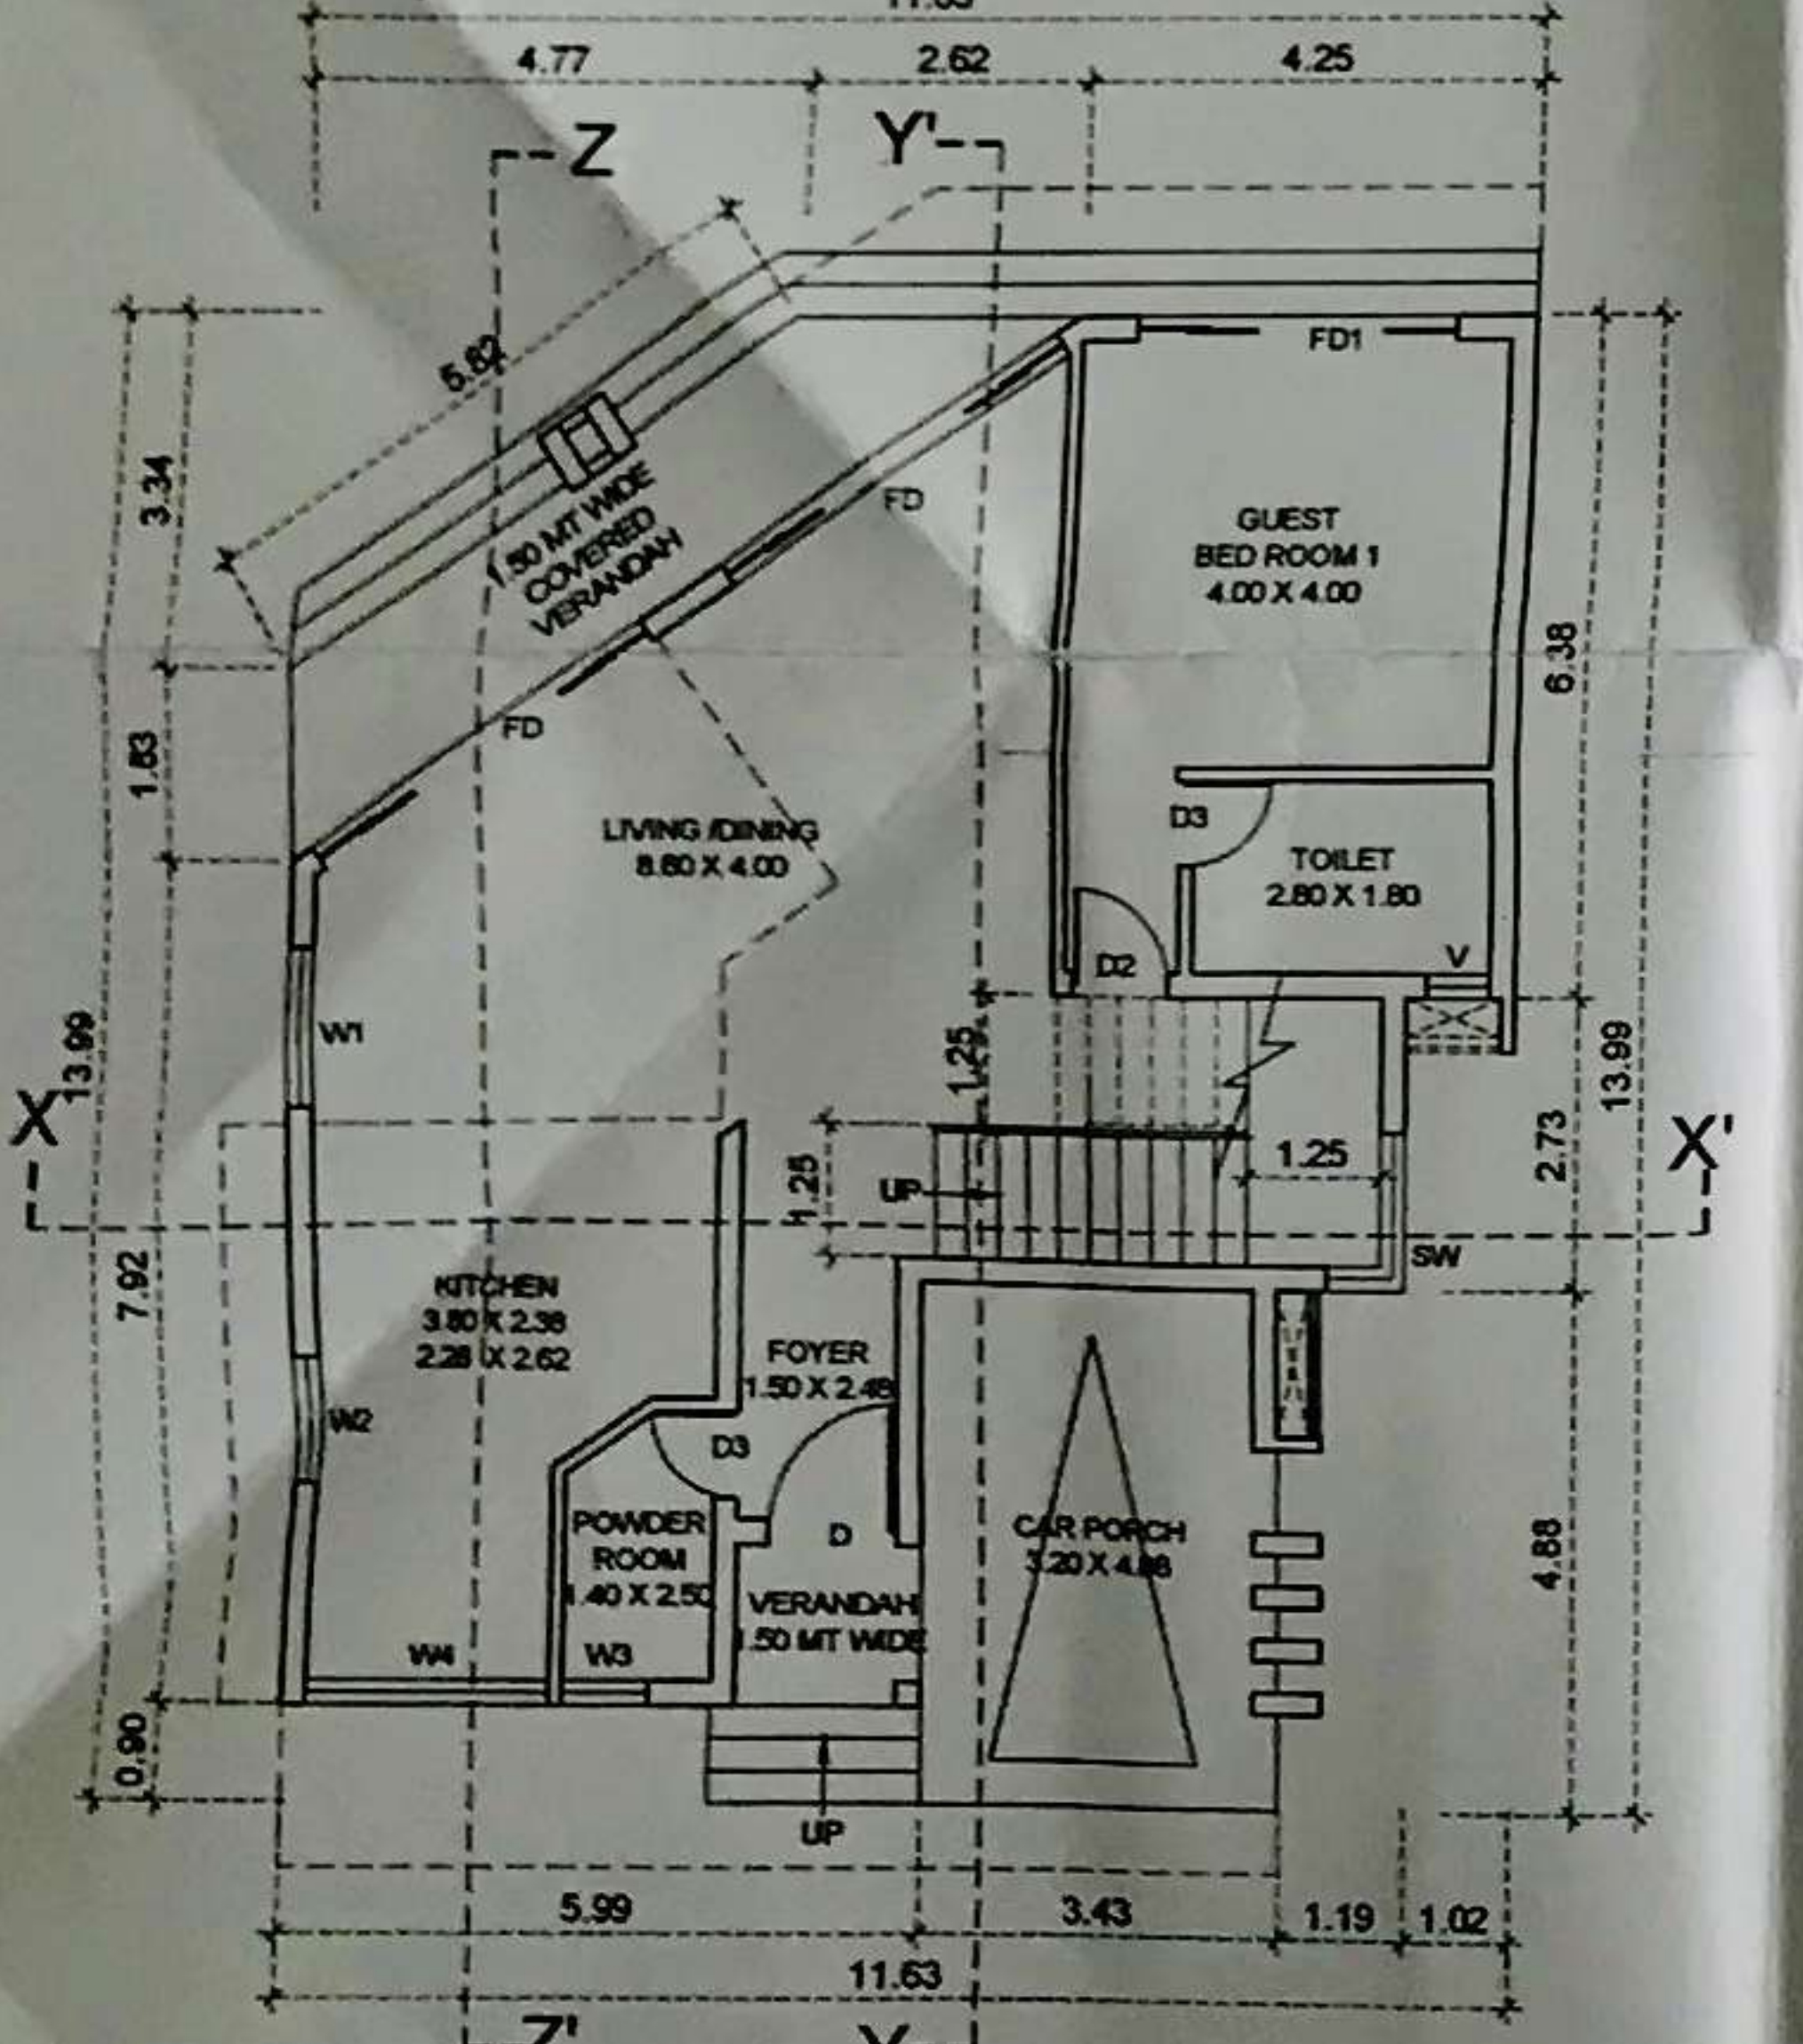 4.77
2.62
4.25
Z
Y'
5.82
3.34
1.50 MT WIDE
COVERED
VERANDAH
FD
FD1
GUEST
BED ROOM 1
4.00 X 4.00
6.38
FD
1.83
LIVING /DINING
8.60 X 4.00
D3
TOILET
2.80 X 1.80
D2
V
W1
13.99
1.25
13.99
X
X'
1.25
UP
1.25
2.73
SW
7.92
KITCHEN
3.80 X 2.38
2.28 X 2.62
FOYER
1.50 X 2.48
W2
D3
POWDER
ROOM
1.40 X 2.50
D
CAR PORCH
3.20 X 4.88
4.88
VERANDAH
.50 MT WIDE
W4
W3
0.90
UP
5.99
3.43
1.19
1.02
11.63
Z'
Y